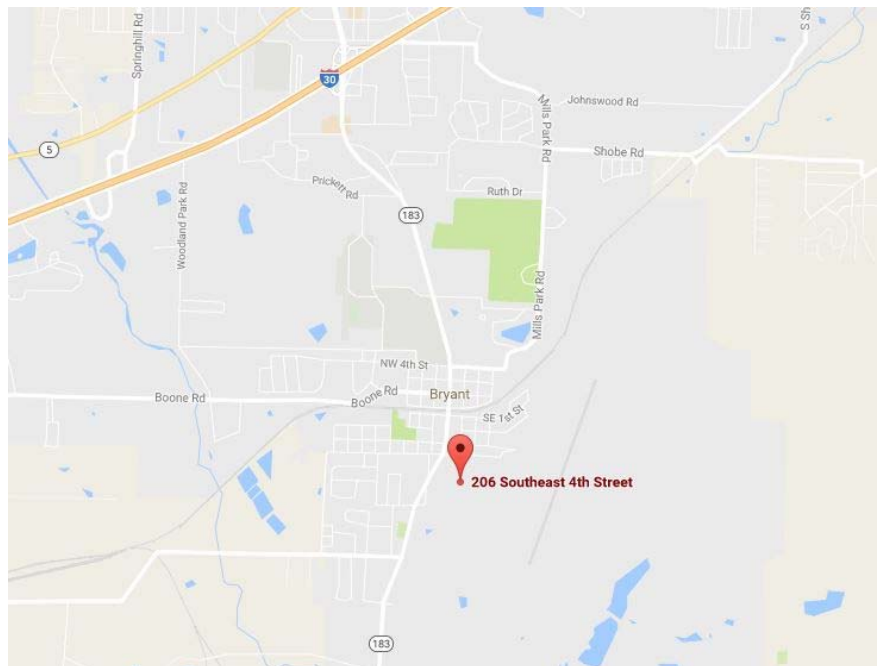 Springhill Rd
S Sh
30
Johnswood Rd
Mills Park Rd
5
Shobe Rd
Prickett Rd
Ruth Dr
Woodland Park Rd
183
Mills Park Rd
NW 4th St
Boone Rd
Boone Rd
Bryant
SE 1st St
206 Southeast 4th Street
183